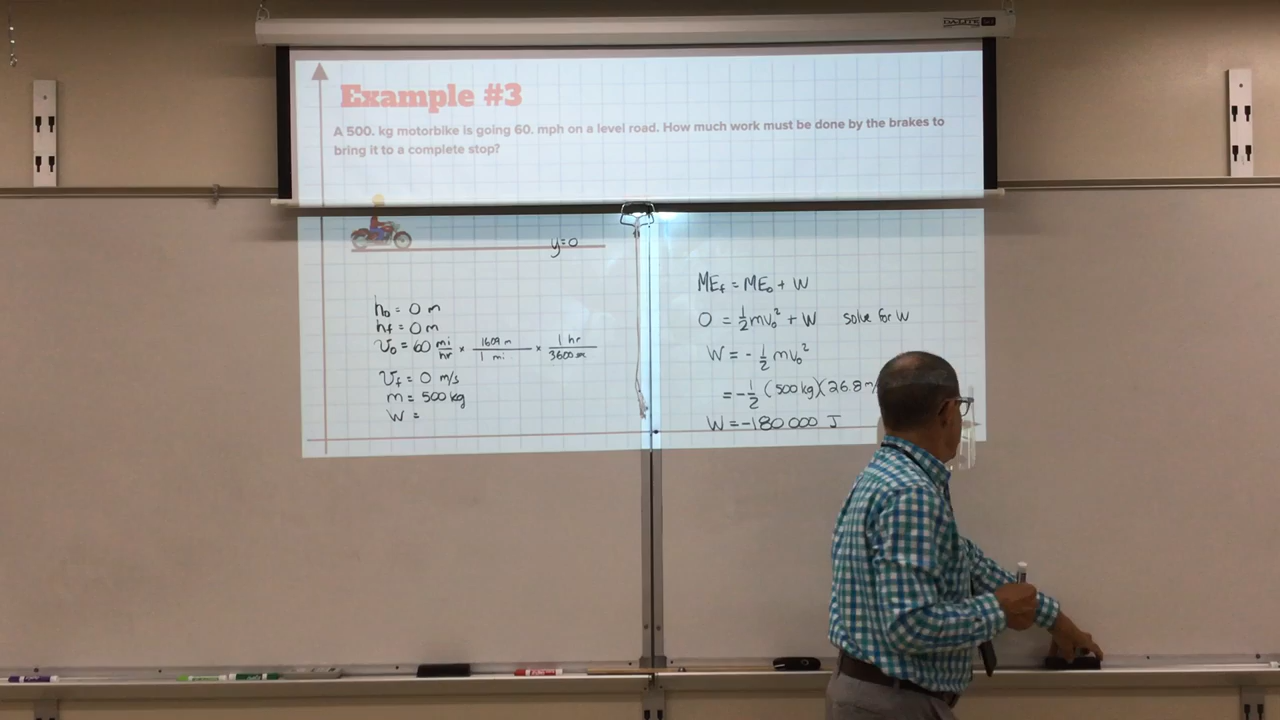 DA-LITE
Example #3
A 500. kg motorbike is going 60. mph on a level road. How much work must be done by the brakes to
bring it to a complete stop?
y=0
h₀ = 0 m
hf = 0 m
v₀ = 60 mi/hr × 1609 m/1 mi × 1 hr/3600 s
vf = 0 m/s
m = 500 kg
W =
MEf = ME₀ + W
0 = ½mv₀² + W solve for W
W = -½mv₀²
= -½(500 kg)(26.8 m/
W = -180 000 J